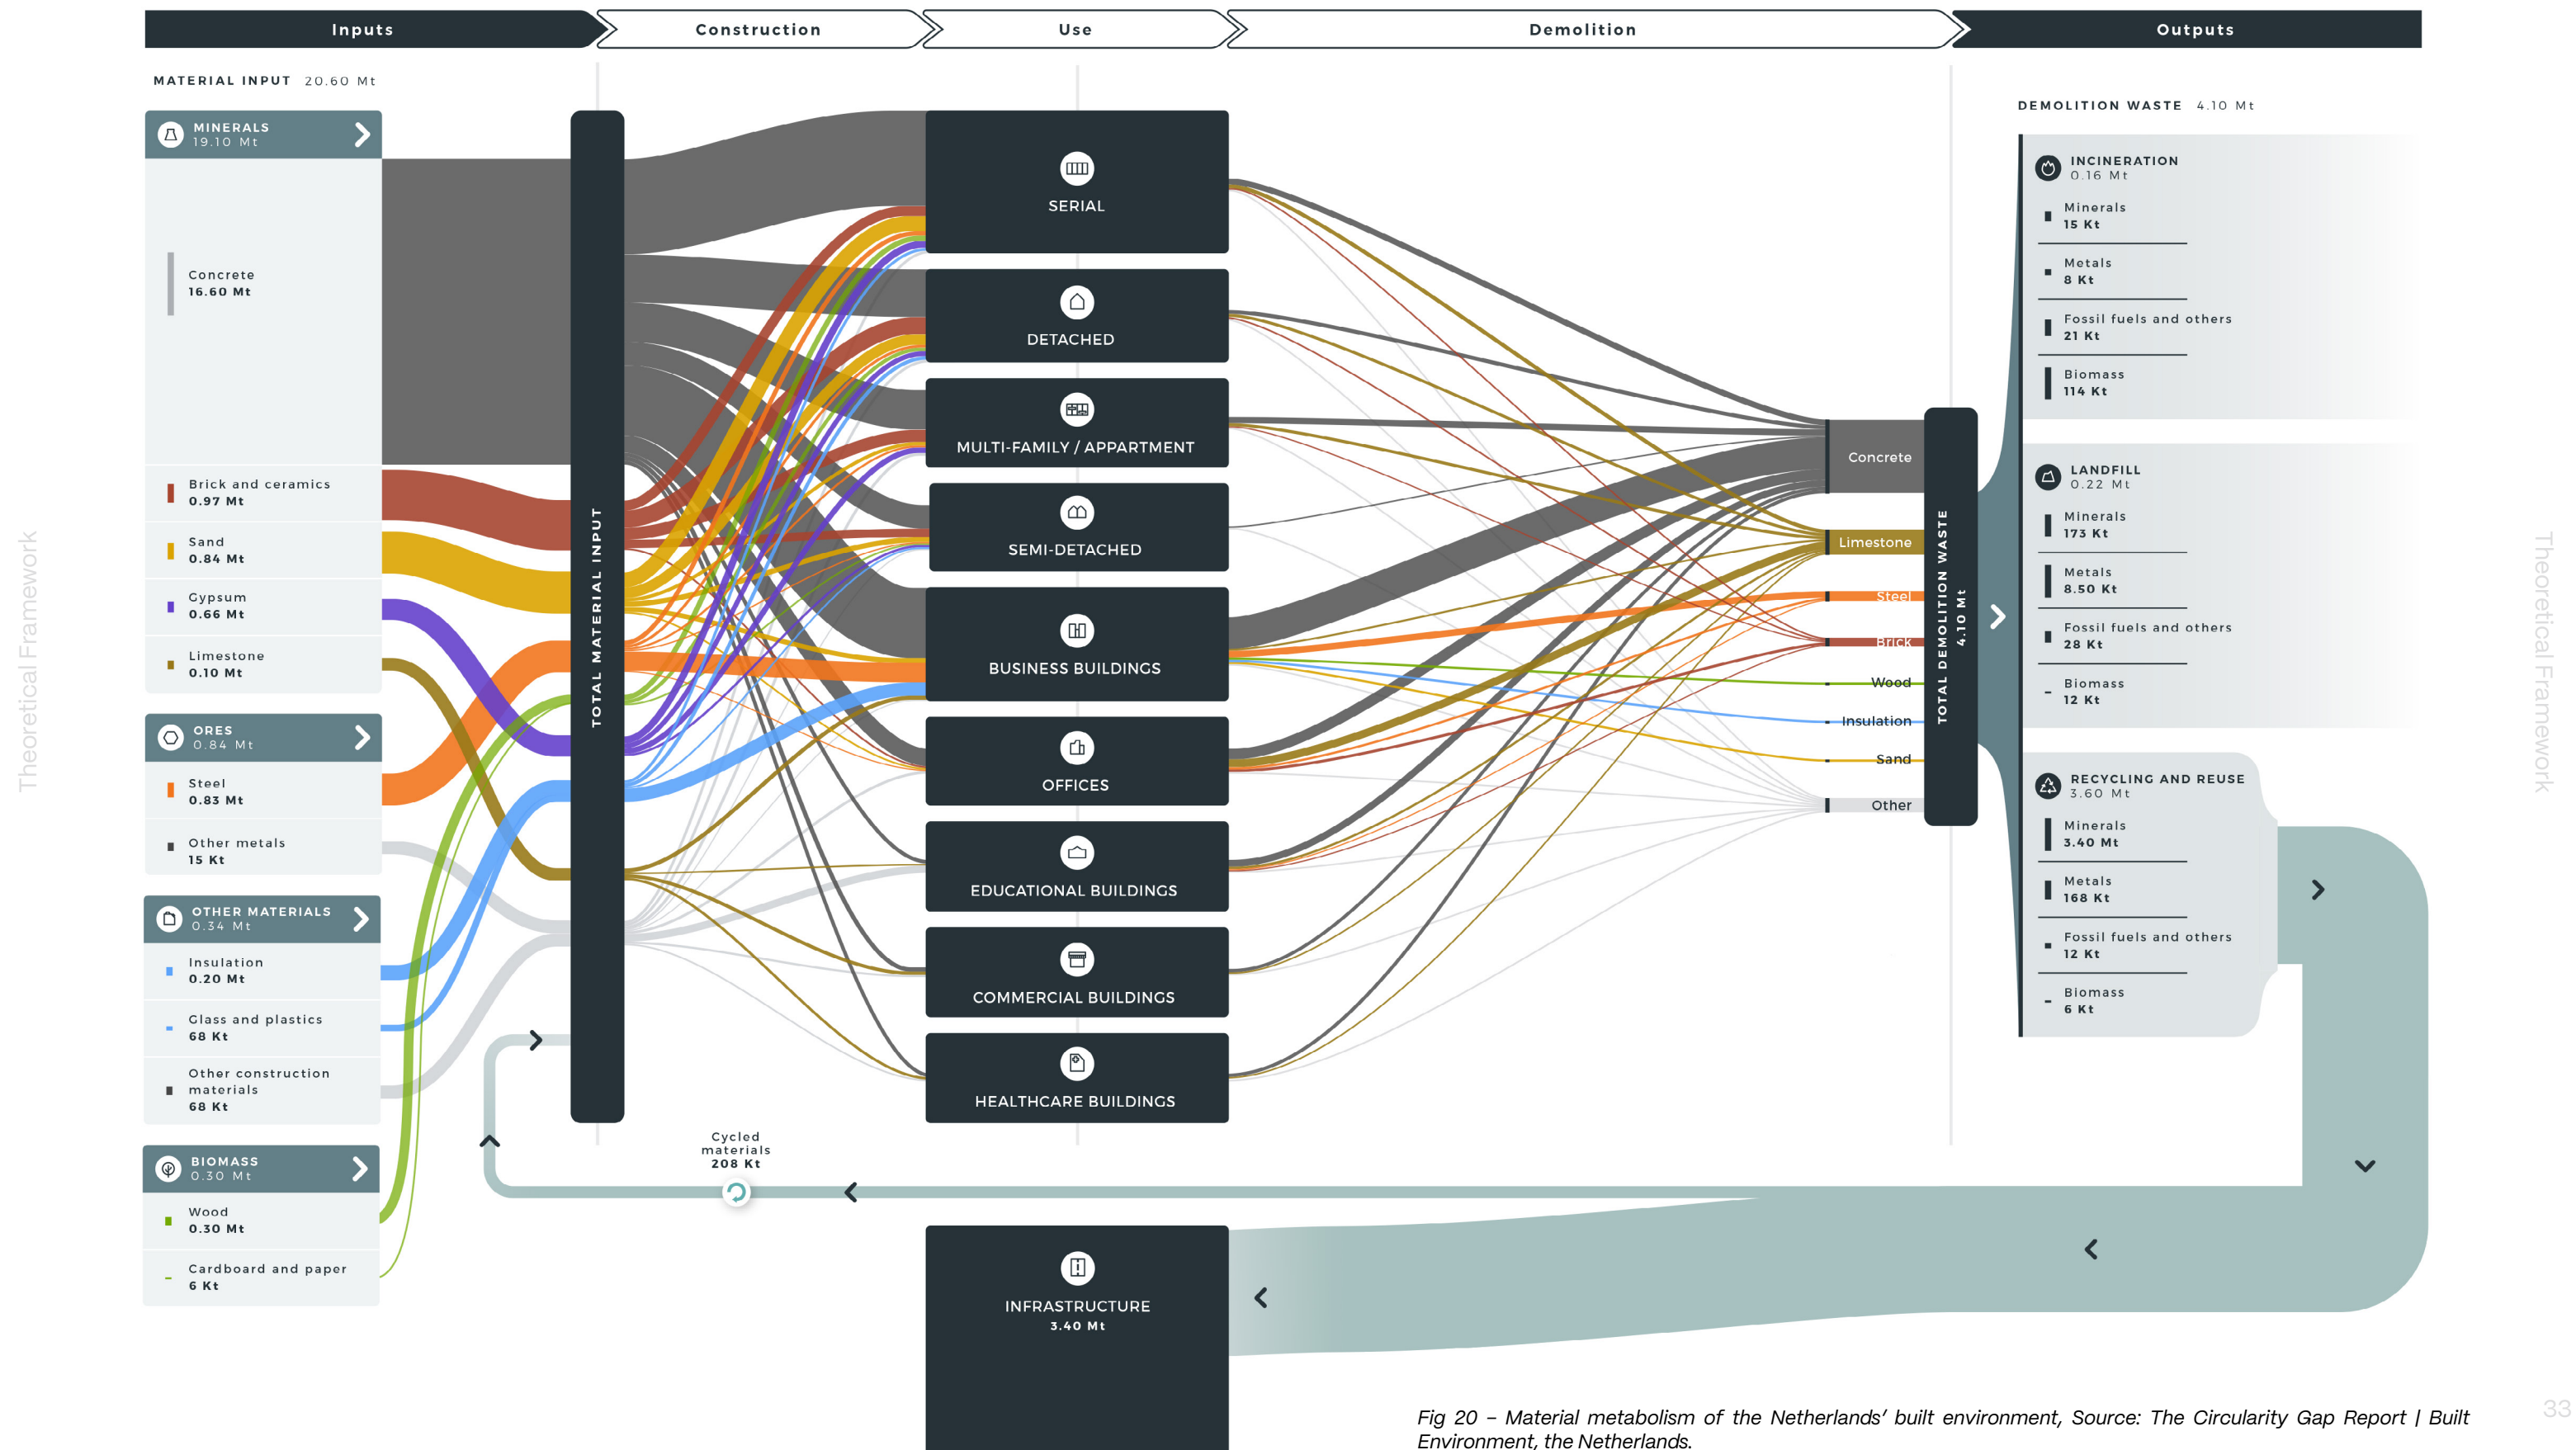 Inputs
Construction
Use
Demolition
Outputs
MATERIAL INPUT 20.60 Mt
MINERALS
19.10 Mt
Concrete
16.60 Mt
Brick and ceramics
0.97 Mt
Sand
0.84 Mt
Gypsum
0.66 Mt
Limestone
0.10 Mt
ORES
0.84 Mt
Steel
0.83 Mt
Other metals
15 Kt
OTHER MATERIALS
0.34 Mt
Insulation
0.20 Mt
Glass and plastics
68 Kt
Other construction
materials
68 Kt
BIOMASS
0.30 Mt
Wood
0.30 Mt
Cardboard and paper
6 Kt
TOTAL MATERIAL INPUT
SERIAL
DETACHED
MULTI-FAMILY / APPARTMENT
SEMI-DETACHED
BUSINESS BUILDINGS
OFFICES
EDUCATIONAL BUILDINGS
COMMERCIAL BUILDINGS
HEALTHCARE BUILDINGS
Cycled
materials
208 Kt
INFRASTRUCTURE
3.40 Mt
Concrete
Limestone
Steel
Brick
Wood
Insulation
Sand
Other
TOTAL DEMOLITION WASTE
4.10 Mt
DEMOLITION WASTE 4.10 Mt
INCINERATION
0.16 Mt
Minerals
15 Kt
Metals
8 Kt
Fossil fuels and others
21 Kt
Biomass
114 Kt
LANDFILL
0.22 Mt
Minerals
173 Kt
Metals
8.50 Kt
Fossil fuels and others
28 Kt
Biomass
12 Kt
RECYCLING AND REUSE
3.60 Mt
Minerals
3.40 Mt
Metals
168 Kt
Fossil fuels and others
12 Kt
Biomass
6 Kt
Theoretical Framework
Theoretical Framework
Fig 20 – Material metabolism of the Netherlands' built environment, Source: The Circularity Gap Report | Built
Environment, the Netherlands.
33